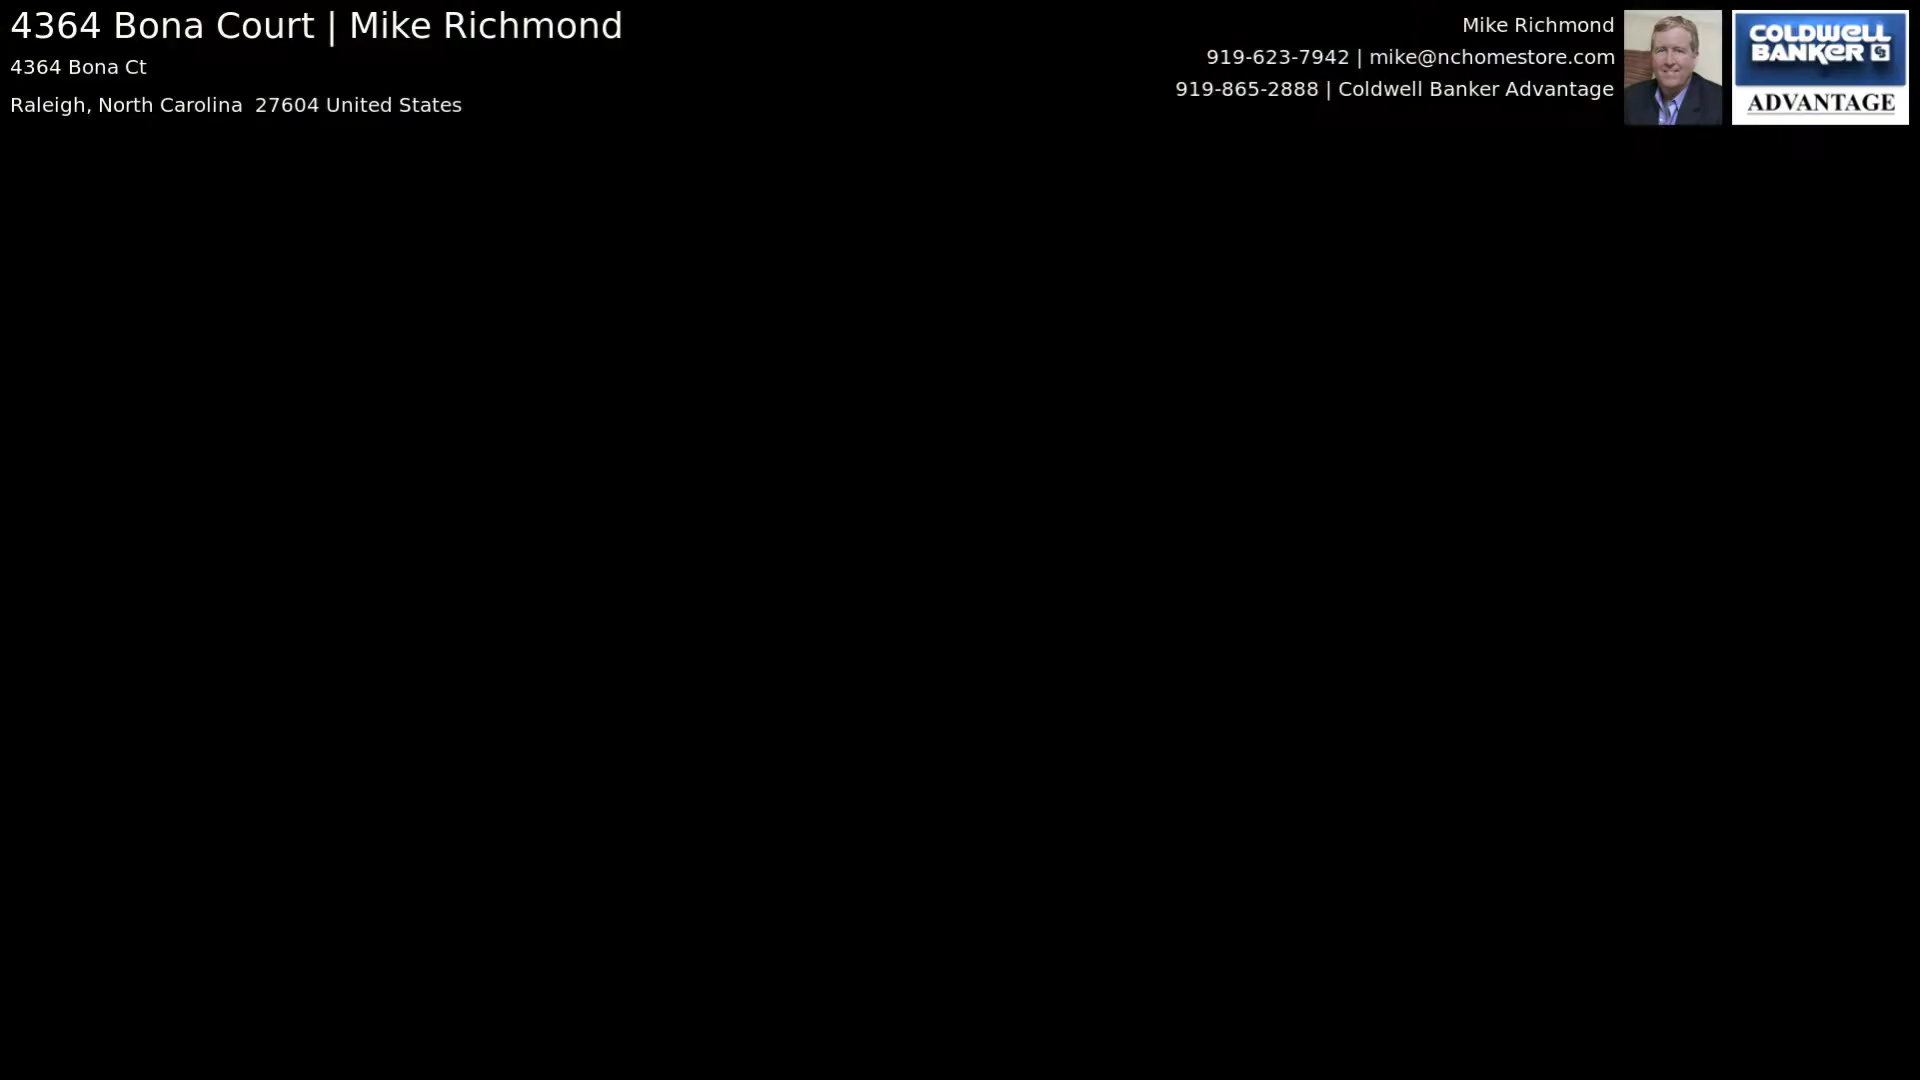 4364 Bona Court | Mike Richmond
4364 Bona Ct
Raleigh, North Carolina  27604 United States
Mike Richmond
919-623-7942 | mike@nchomestore.com
919-865-2888 | Coldwell Banker Advantage
COLDWELL
BANKER
ADVANTAGE